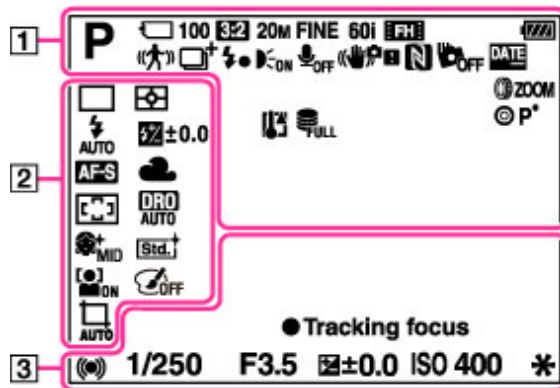 1
P 100 3:2 20M FINE 60i FH
ON OFF N OFF DATE
ZOOM
P*
FULL
2
AUTO ±0.0
AF-S
DRO
AUTO
MID Std.
ON OFF
AUTO
Tracking focus
3
1/250 F3.5 ±0.0 ISO 400 *